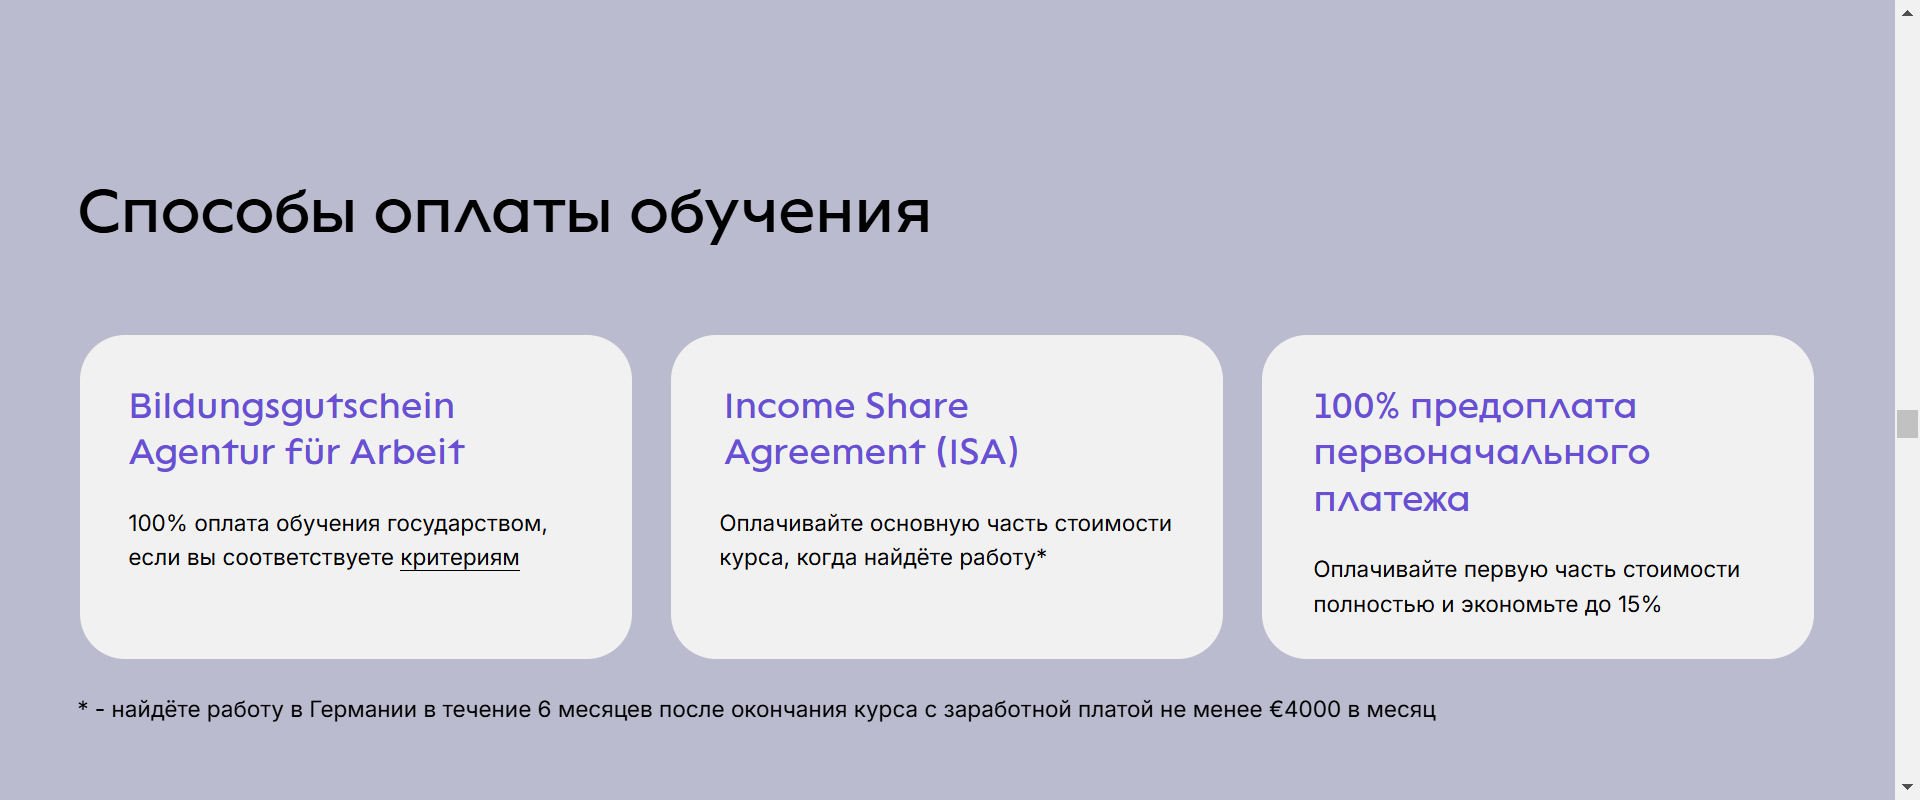 Способы оплаты обучения
Bildungsgutschein
Agentur für Arbeit
100% оплата обучения государством,
если вы соответствуете критериям
Income Share
Agreement (ISA)
Оплачивайте основную часть стоимости
курса, когда найдёте работу*
100% предоплата
первоначального
платежа
Оплачивайте первую часть стоимости
полностью и экономьте до 15%
* - найдёте работу в Германии в течение 6 месяцев после окончания курса с заработной платой не менее €4000 в месяц